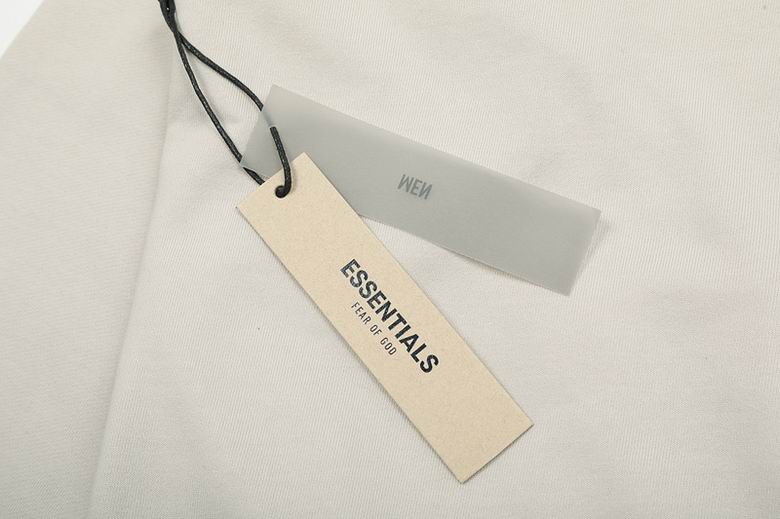 MEN
ESSENTIALS
FEAR OF GOD